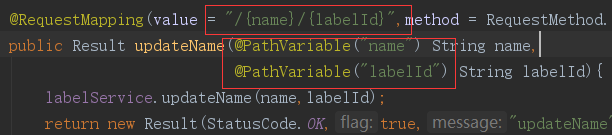 @RequestMapping(value = "/{name}/{labelId}",method = RequestMethod.
public Result updateName(@PathVariable("name") String name,
@PathVariable("labelId") String labelId){
labelService.updateName(name,labelId);
return new Result(StatusCode.OK, flag: true, message: "updateName